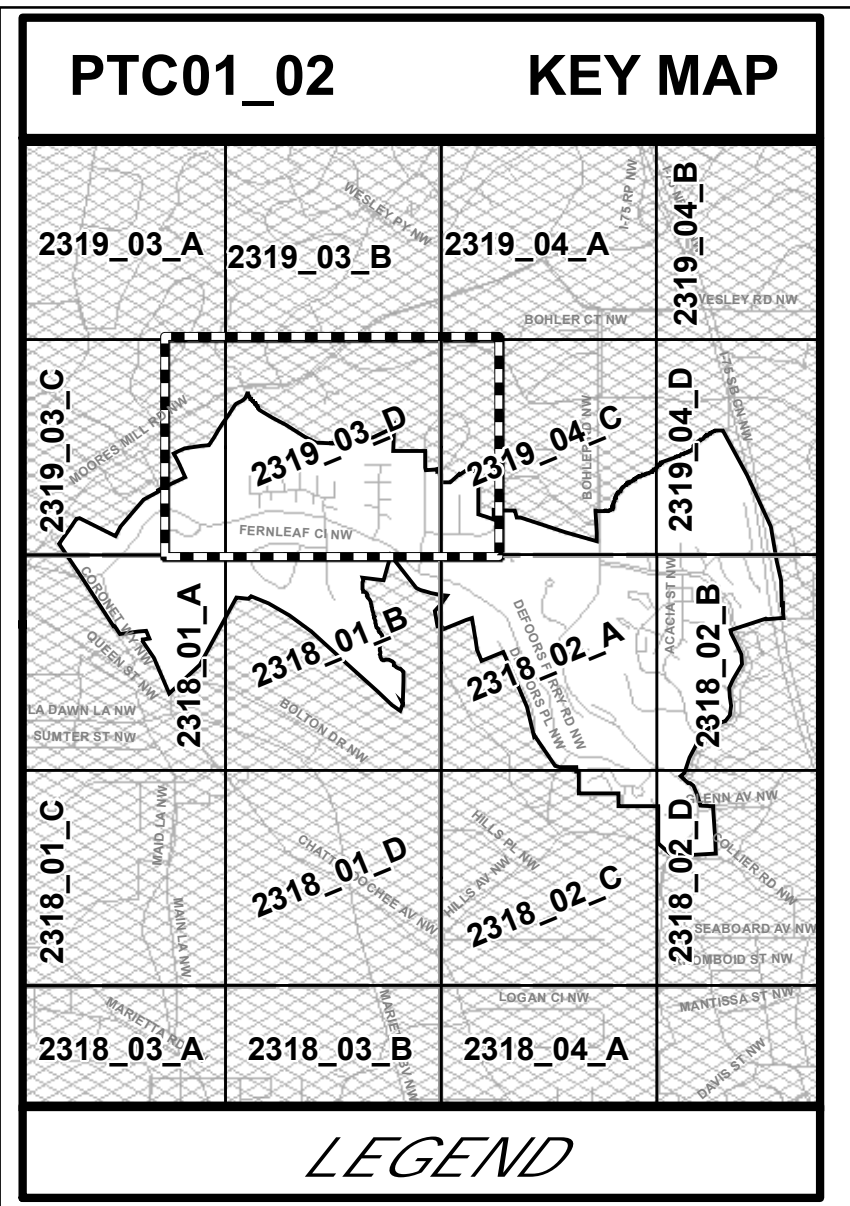 PTC01_02 KEY MAP
2319_03_A
2319_03_B
2319_04_A
2319_04_B
WESLEY PY NW
I-75 RP NW
BOHLER CT NW
WESLEY RD NW
2319_03_C
MOORES MILL RD NW
2319_03_D
2319_04_C
2319_04_D
BOHLER RD NW
I-75 SB CN NW
FERNLEAF CI NW
CORONET WY NW
QUEEN ST NW
LA DAWN LA NW
SUMTER ST NW
2318_01_A
2318_01_B
BOLTON DR NW
2318_02_A
DEFOORS FERRY RD NW
DEFOORS PL NW
ACACIA ST NW
2318_02_B
2318_01_C
MAID LA NW
MAIN LA NW
2318_01_D
CHATTAHOOCHEE AV NW
HILLS PL NW
HILLS AV NW
2318_02_C
2318_02_D
GLENN AV NW
COLLIER RD NW
SEABOARD AV NW
OMBOID ST NW
MARIETTA RD
2318_03_A
2318_03_B
LOGAN CI NW
2318_04_A
MANTISSA ST NW
DAVIS ST NW
LEGEND